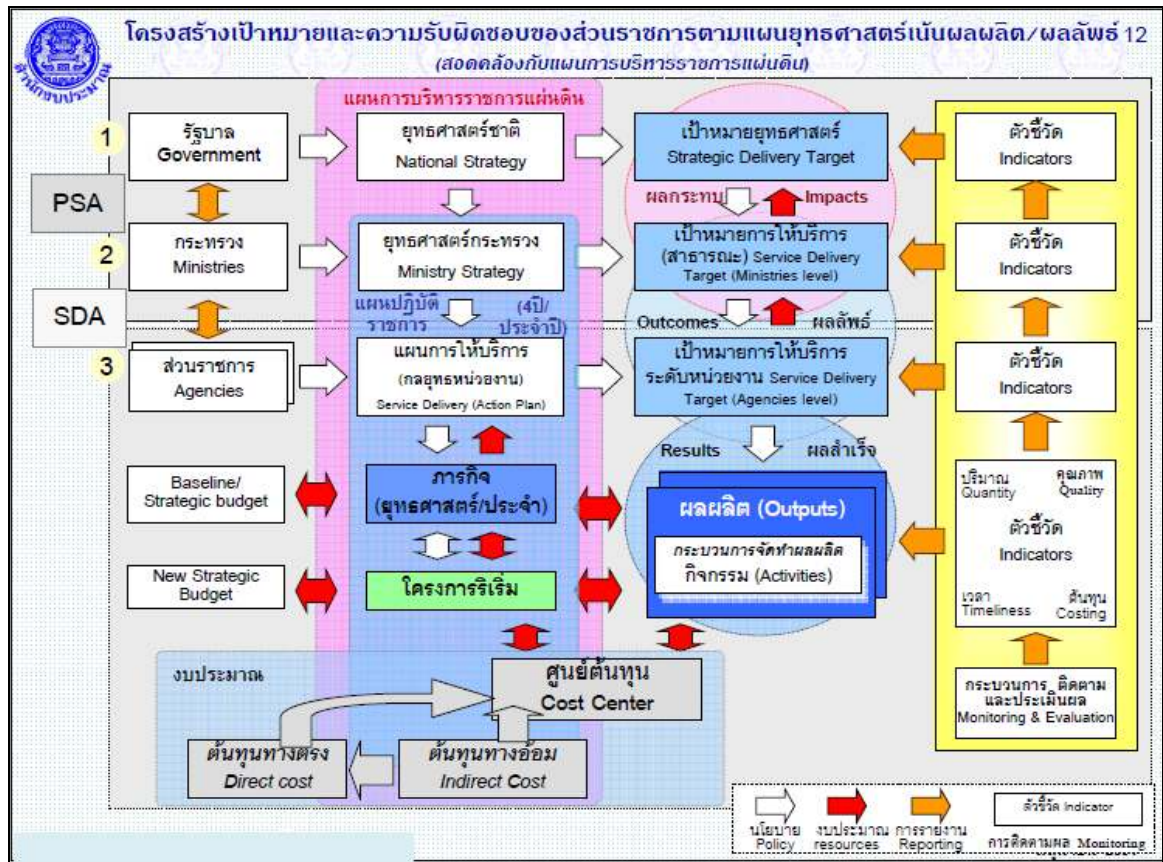 โครงสร้างเป้าหมายและความรับผิดชอบของส่วนราชการตามแผนยุทธศาสตร์เน้นผลผลิต/ผลลัพธ์ 12
(สอดคล้องกับแผนการบริหารราชการแผ่นดิน)
สำนักงบประมาณ
แผนการบริหารราชการแผ่นดิน
1
รัฐบาล
Government
ยุทธศาสตร์ชาติ
National Strategy
เป้าหมายยุทธศาสตร์
Strategic Delivery Target
ตัวชี้วัด
Indicators
PSA
ผลกระทบ
Impacts
2
กระทรวง
Ministries
ยุทธศาสตร์กระทรวง
Ministry Strategy
เป้าหมายการให้บริการ
(สาธารณะ) Service Delivery
Target (Ministries level)
ตัวชี้วัด
Indicators
SDA
แผนปฏิบัติ
ราชการ
(4ปี/
ประจำปี)
Outcomes
ผลลัพธ์
3
ส่วนราชการ
Agencies
แผนการให้บริการ
(กลยุทธหน่วยงาน)
Service Delivery (Action Plan)
เป้าหมายการให้บริการ
ระดับหน่วยงาน Service Delivery
Target (Agencies level)
ตัวชี้วัด
Indicators
Results
ผลสำเร็จ
Baseline/
Strategic budget
ภารกิจ
(ยุทธศาสตร์/ประจำ)
ผลผลิต (Outputs)
กระบวนการจัดทำผลผลิต
กิจกรรม (Activities)
ปริมาณ
Quantity
คุณภาพ
Quality
ตัวชี้วัด
Indicators
เวลา
Timeliness
ต้นทุน
Costing
New Strategic
Budget
โครงการริเริ่ม
งบประมาณ
ศูนย์ต้นทุน
Cost Center
กระบวนการ ติดตาม
และประเมินผล
Monitoring & Evaluation
ต้นทุนทางตรง
Direct cost
ต้นทุนทางอ้อม
Indirect Cost
นโยบาย
Policy
งบประมาณ
resources
การรายงาน
Reporting
ตัวชี้วัด Indicator
การติดตามผล Monitoring